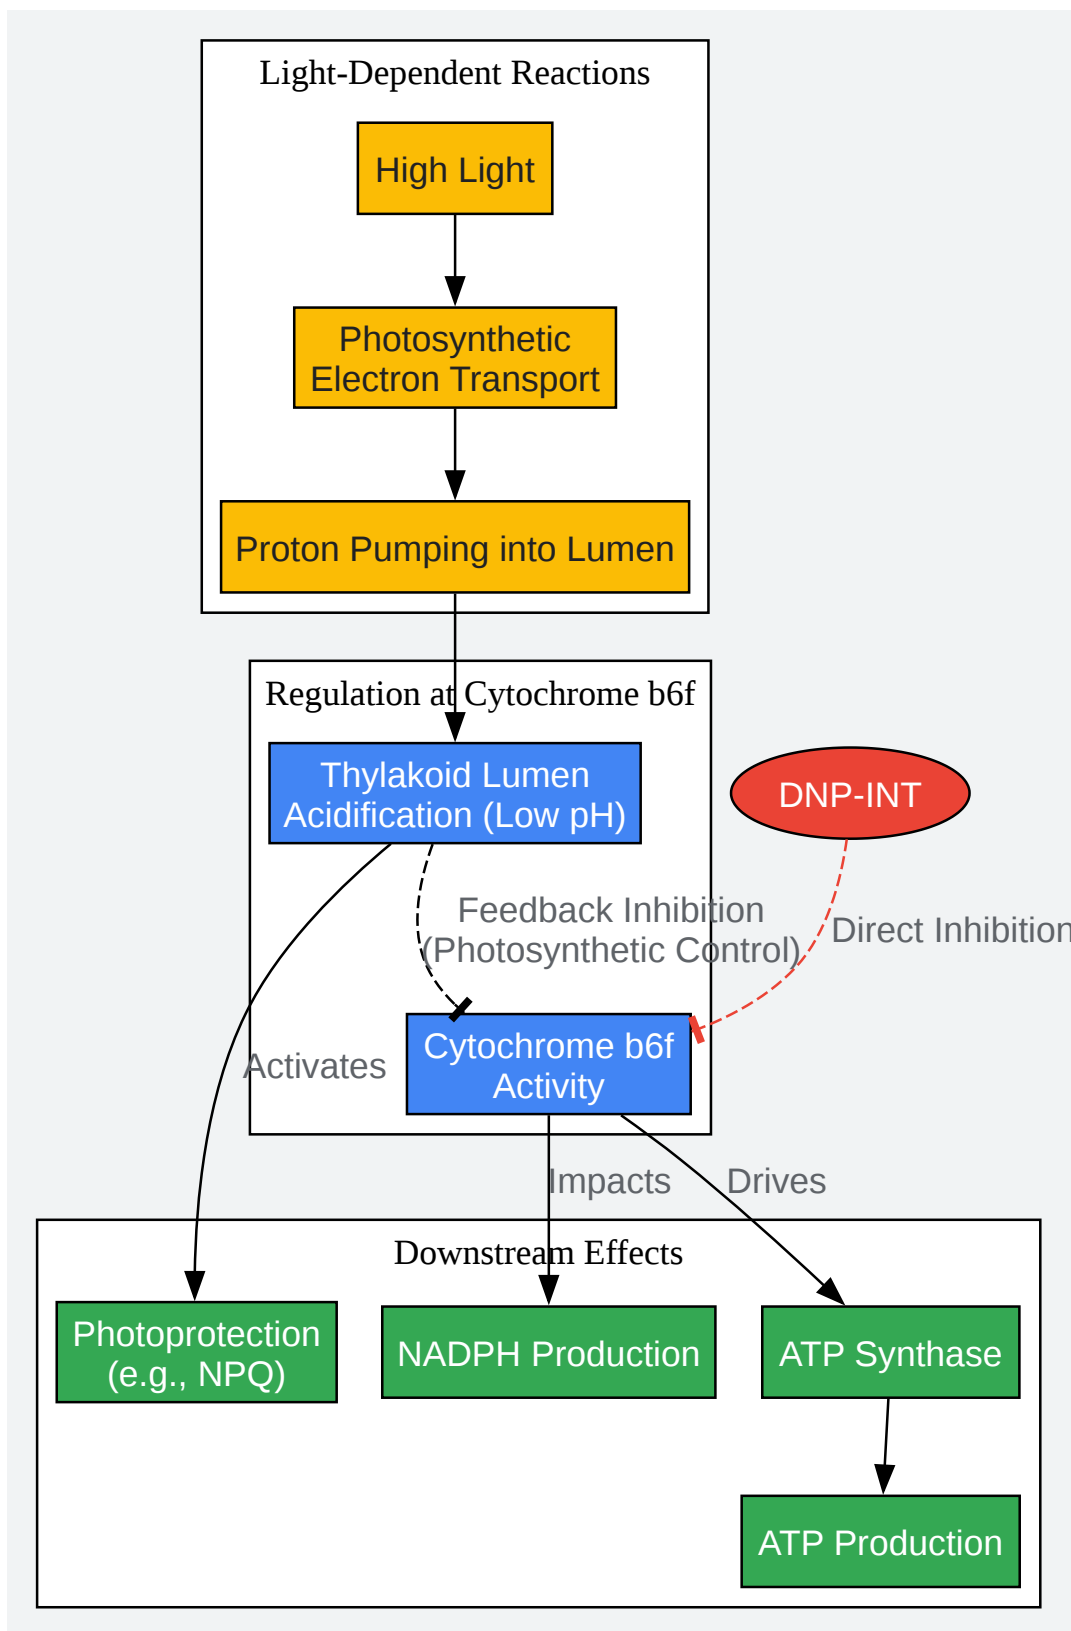 Light-Dependent Reactions
High Light
Photosynthetic
Electron Transport
Proton Pumping into Lumen
Regulation at Cytochrome b6f
Thylakoid Lumen
Acidification (Low pH)
DNP-INT
Feedback Inhibition
(Photosynthetic Control)
Direct Inhibition
Activates
Cytochrome b6f
Activity
Impacts
Drives
Downstream Effects
Photoprotection
(e.g., NPQ)
NADPH Production
ATP Synthase
ATP Production